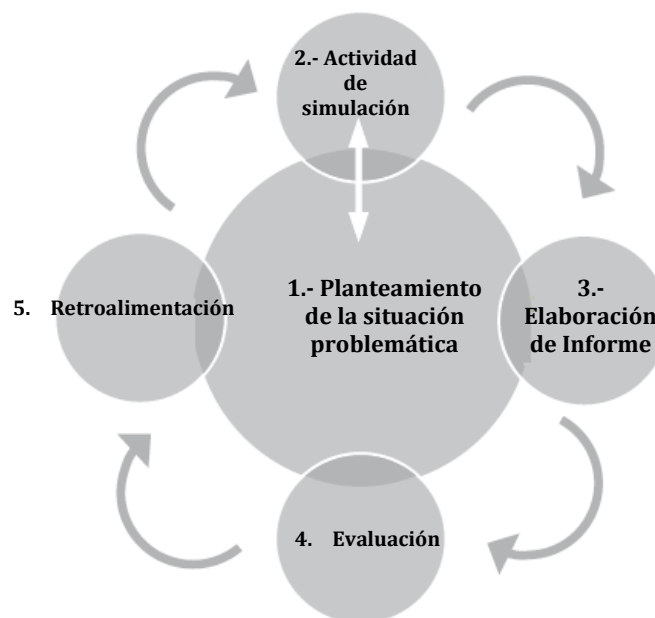 2.- Actividad
de
simulación
1.- Planteamiento
de la situación
problemática
3.-
Elaboración
de Informe
4. Evaluación
5. Retroalimentación